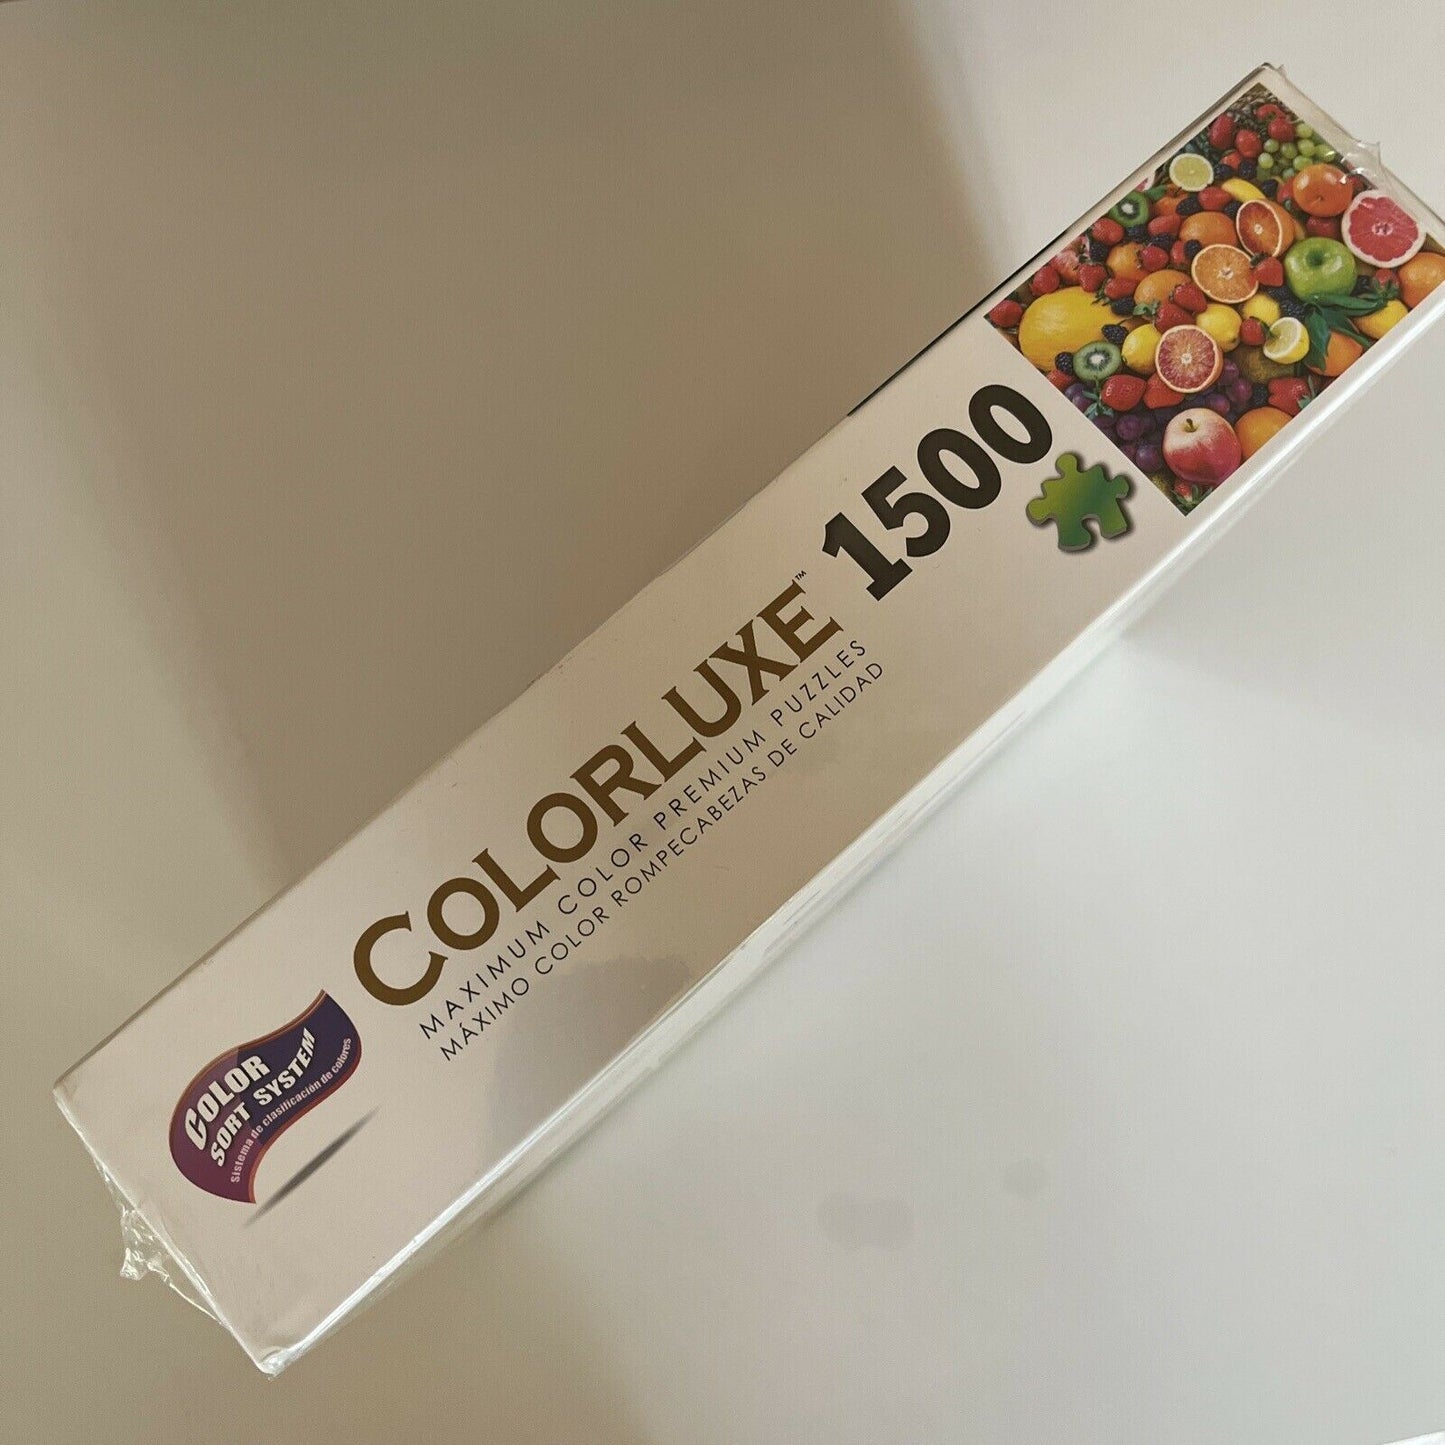 COLOR
SORT SYSTEM
Sistema de clasificación de colores
COLORLUXE™ 1500
MAXIMUM COLOR PREMIUM PUZZLES
MÁXIMO COLOR ROMPECABEZAS DE CALIDAD